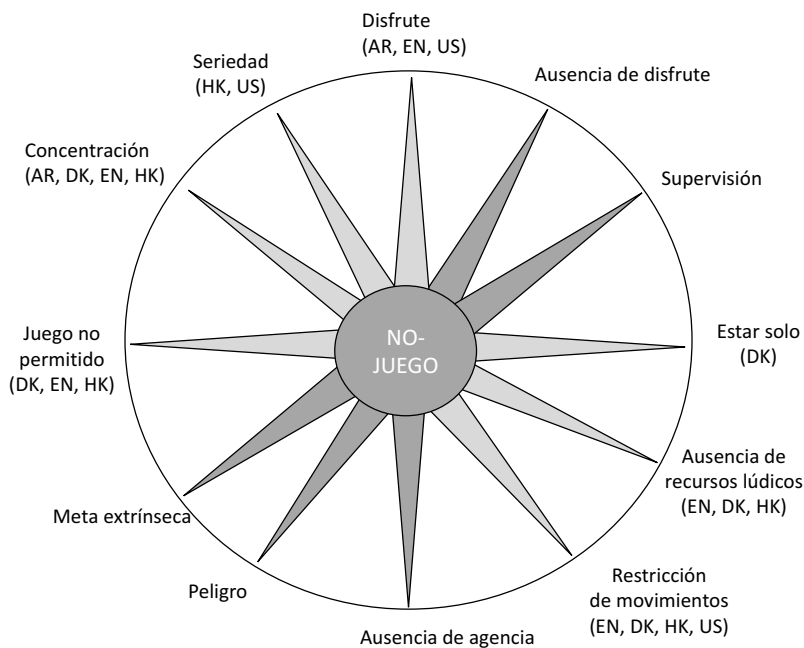 Disfrute
(AR, EN, US)
Ausencia de disfrute
Supervisión
Estar solo
(DK)
Ausencia de
recursos lúdicos
(EN, DK, HK)
Restricción
de movimientos
(EN, DK, HK, US)
Ausencia de agencia
Peligro
Meta extrínseca
Juego no
permitido
(DK, EN, HK)
Concentración
(AR, DK, EN, HK)
Seriedad
(HK, US)
NO-
JUEGO